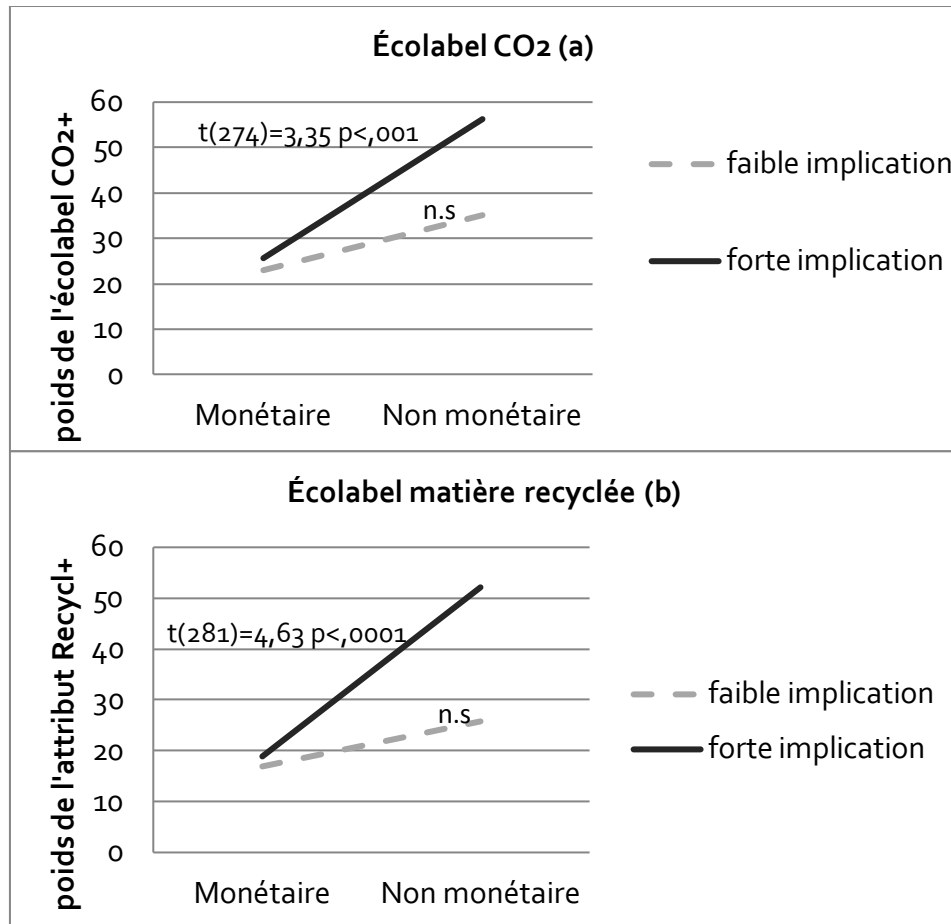 Écolabel CO2 (a)
poids de l'écolabel CO2+
60
50
40
30
20
10
0
t(274)=3,35 p<,001
n.s
Monétaire
Non monétaire
faible implication
forte implication
Écolabel matière recyclée (b)
poids de l'attribut Recycl+
60
50
40
30
20
10
0
t(281)=4,63 p<,0001
n.s
Monétaire
Non monétaire
faible implication
forte implication